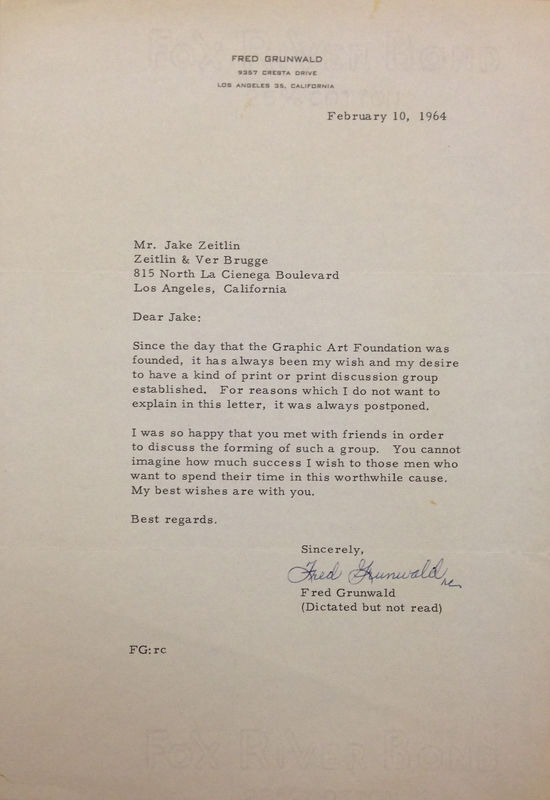 FRED GRUNWALD
9357 CRESTA DRIVE
LOS ANGELES 35, CALIFORNIA
February 10, 1964
Mr. Jake Zeitlin
Zeitlin & Ver Brugge
815 North La Cienega Boulevard
Los Angeles, California
Dear Jake:
Since the day that the Graphic Art Foundation was
founded, it has always been my wish and my desire
to have a kind of print or print discussion group
established. For reasons which I do not want to
explain in this letter, it was always postponed.
I was so happy that you met with friends in order
to discuss the forming of such a group. You cannot
imagine how much success I wish to those men who
want to spend their time in this worthwhile cause.
My best wishes are with you.
Best regards.
Sincerely,
Fred Grunwald rc
Fred Grunwald
(Dictated but not read)
FG:rc
FOX RIVER BOND